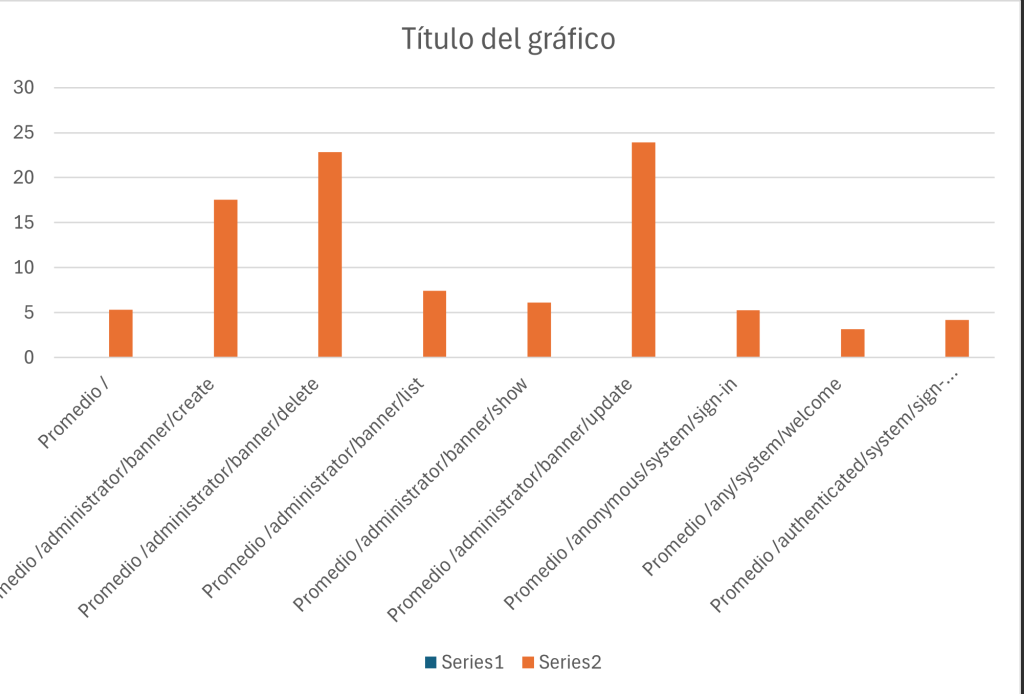 Título del gráfico
30
25
20
15
10
5
0
Promedio /
medio /administrator/banner/create
Promedio /administrator/banner/delete
Promedio /administrator/banner/list
Promedio /administrator/banner/show
Promedio /administrator/banner/update
Promedio /anonymous/system/sign-in
Promedio /any/system/welcome
Promedio /authenticated/system/sign-...
Series1 Series2